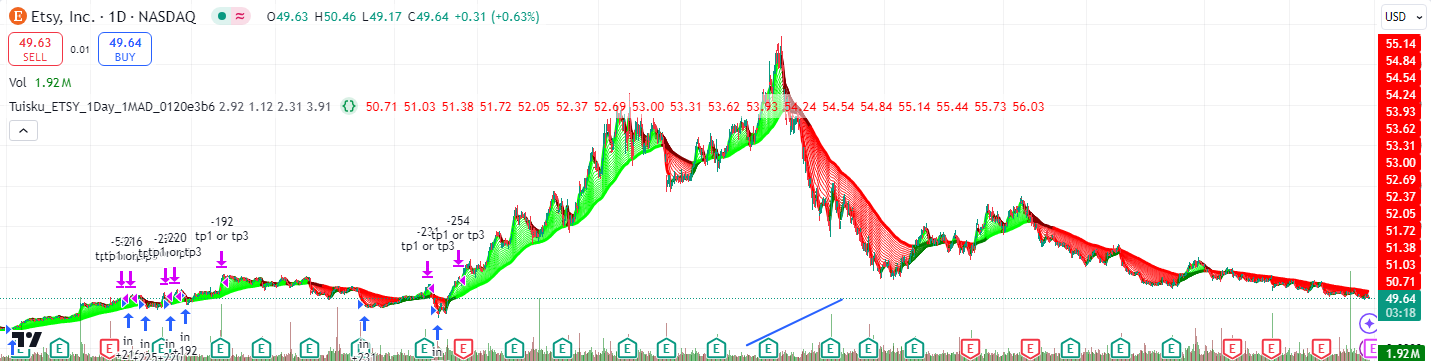 Etsy, Inc. · 1D · NASDAQ O49.63 H50.46 L49.17 C49.64 +0.31 (+0.63%)
USD
49.63 0.01 49.64
SELL BUY
Vol 1.92 M
Tuisku_ETSY_1Day_1MAD_0120e3b6 2.92 1.12 2.31 3.91 {} 50.71 51.03 51.38 51.72 52.05 52.37 52.69 53.00 53.31 53.62 53.93 54.24 54.54 54.84 55.14 55.44 55.73 56.03
55.14
54.84
54.54
54.24
53.93
53.62
53.31
53.00
52.69
52.37
52.05
51.72
51.38
51.03
50.71
49.64
03:18
1.92 M
-192
tp1 or tp3
-254
tp1 or tp3
in
in
in
in
in
+192
E E E E E E E E E E E E E E E E E E E E E E E E E E